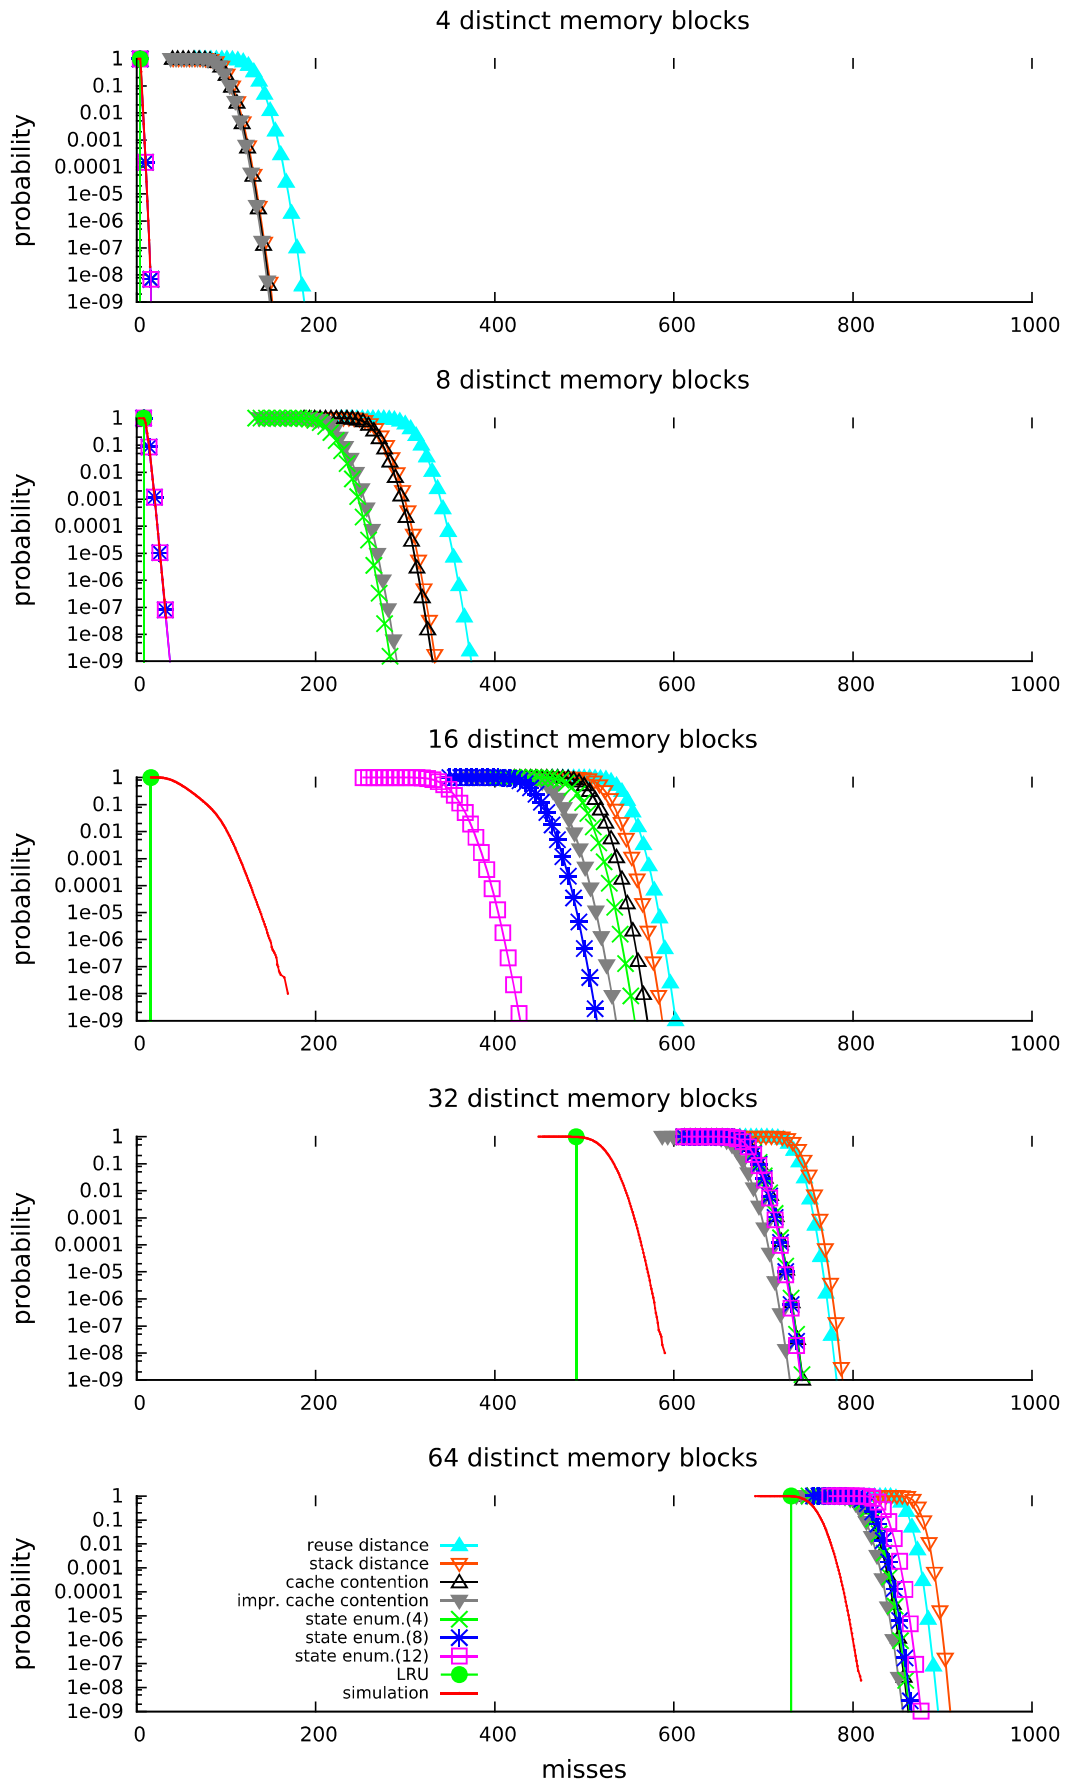 4 distinct memory blocks
probability
1
0.1
0.01
0.001
0.0001
1e-05
1e-06
1e-07
1e-08
1e-09
0 200 400 600 800 1000
8 distinct memory blocks
probability
1
0.1
0.01
0.001
0.0001
1e-05
1e-06
1e-07
1e-08
1e-09
0 200 400 600 800 1000
16 distinct memory blocks
probability
1
0.1
0.01
0.001
0.0001
1e-05
1e-06
1e-07
1e-08
1e-09
0 200 400 600 800 1000
32 distinct memory blocks
probability
1
0.1
0.01
0.001
0.0001
1e-05
1e-06
1e-07
1e-08
1e-09
0 200 400 600 800 1000
64 distinct memory blocks
probability
1
0.1
0.01
0.001
0.0001
1e-05
1e-06
1e-07
1e-08
1e-09
reuse distance
stack distance
cache contention
impr. cache contention
state enum.(4)
state enum.(8)
state enum.(12)
LRU
simulation
0 200 400 600 800 1000
misses